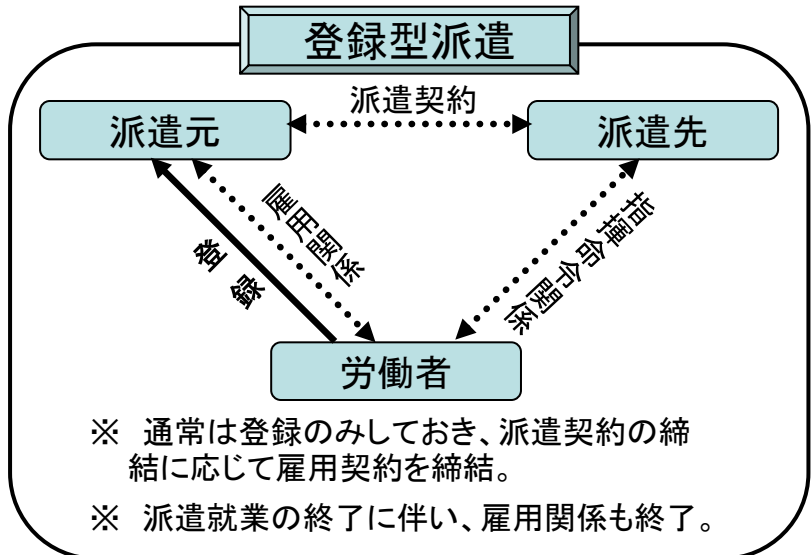 登録型派遣
派遣契約
派遣元
派遣先
雇用関係
指揮命令関係
登録
労働者
※ 通常は登録のみしておき、派遣契約の締
結に応じて雇用契約を締結。
※ 派遣就業の終了に伴い、雇用関係も終了。